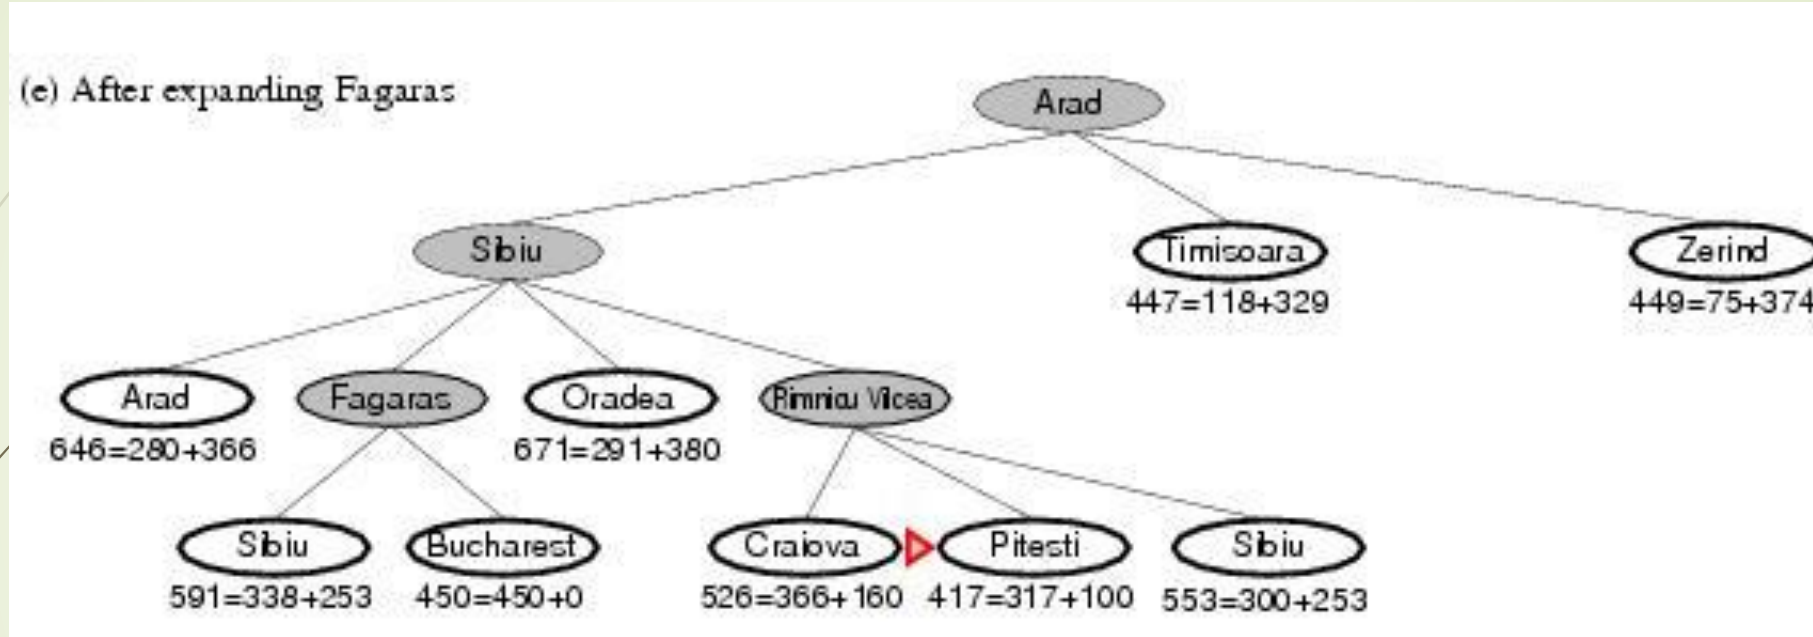 (e) After expanding Fagaras
Arad
Sibiu
Timisoara
Zerind
447=118+329
449=75+374
Arad
Fagaras
Oradea
Rimnicu Vilcea
646=280+366
671=291+380
Sibiu
Bucharest
Craiova
Pitesti
Sibiu
591=338+253
450=450+0
526=366+160
417=317+100
553=300+253